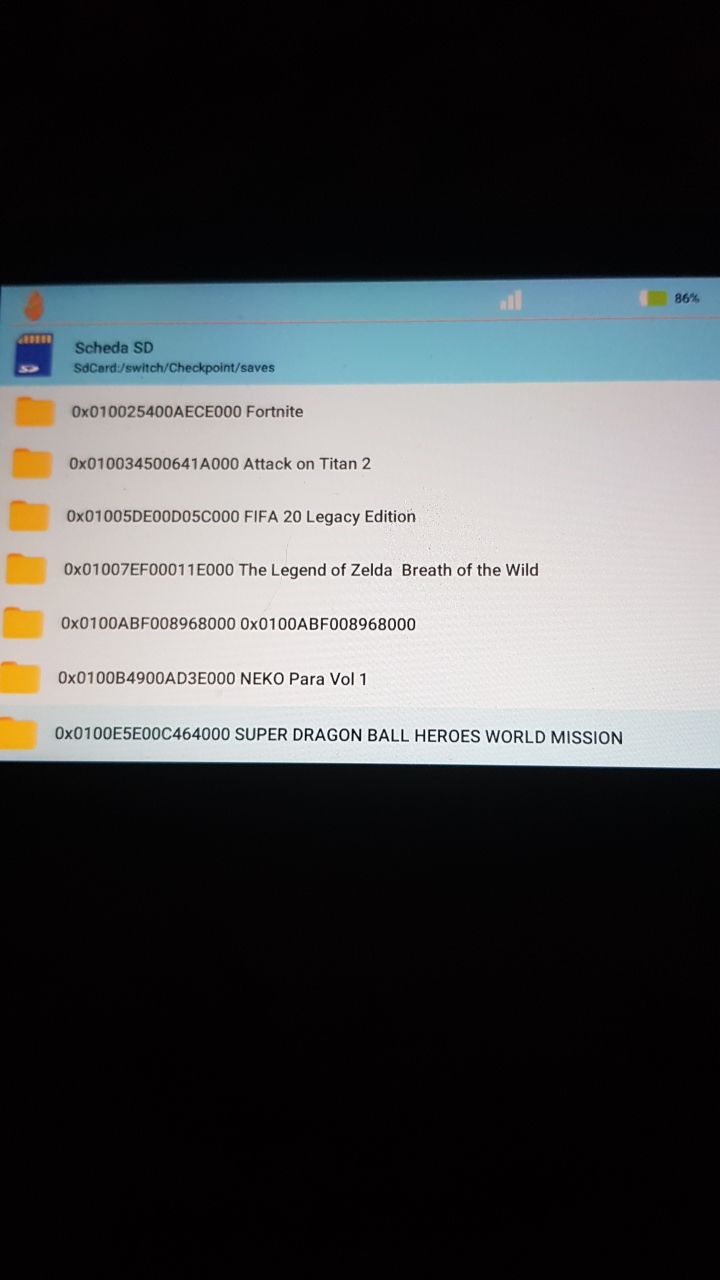 86%
Scheda SD
SdCard:/switch/Checkpoint/saves
0x010025400AECE000 Fortnite
0x010034500641A000 Attack on Titan 2
0x01005DE00D05C000 FIFA 20 Legacy Edition
0x01007EF00011E000 The Legend of Zelda  Breath of the Wild
0x0100ABF008968000 0x0100ABF008968000
0x0100B4900AD3E000 NEKO Para Vol 1
0x0100E5E00C464000 SUPER DRAGON BALL HEROES WORLD MISSION